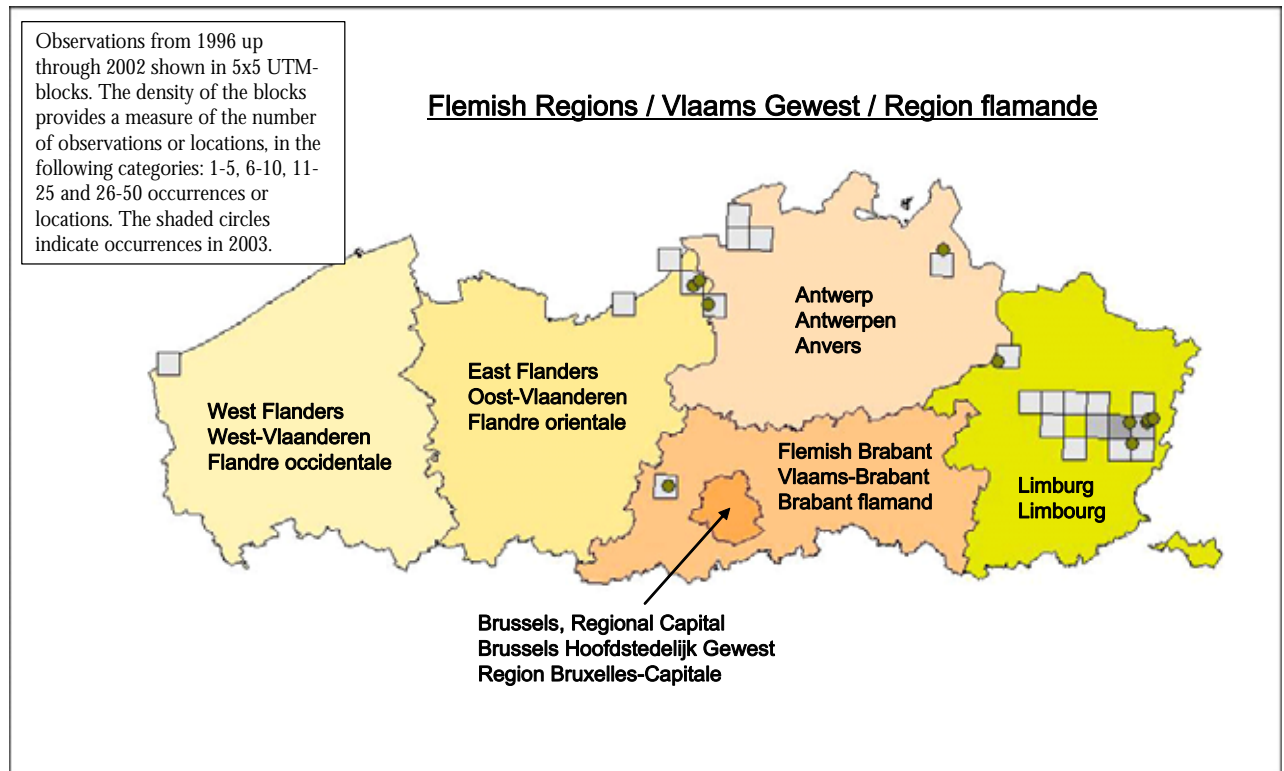 Observations from 1996 up
through 2002 shown in 5x5 UTM-
blocks. The density of the blocks
provides a measure of the number
of observations or locations, in the
following categories: 1-5, 6-10, 11-
25 and 26-50 occurrences or
locations. The shaded circles
indicate occurrences in 2003.
Flemish Regions / Vlaams Gewest / Region flamande
Antwerp
Antwerpen
Anvers
East Flanders
Oost-Vlaanderen
Flandre orientale
West Flanders
West-Vlaanderen
Flandre occidentale
Flemish Brabant
Vlaams-Brabant
Brabant flamand
Limburg
Limbourg
Brussels, Regional Capital
Brussels Hoofdstedelijk Gewest
Region Bruxelles-Capitale